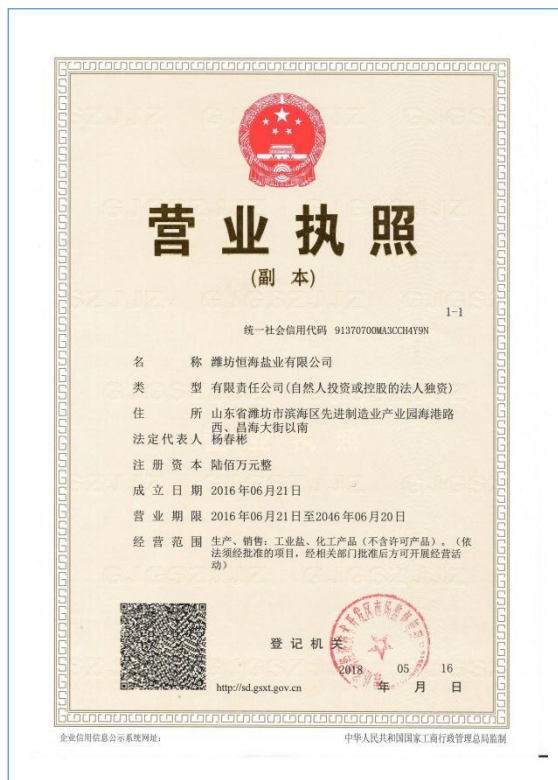 营业执照
(副 本)
1-1
统一社会信用代码 91370700MA3CCH4Y9N
名 称 潍坊恒海盐业有限公司
类 型 有限责任公司(自然人投资或控股的法人独资)
住 所 山东省潍坊市滨海区先进制造业产业园海港路
西、昌海大街以南
法定代表人 杨春彬
注册资本 陆佰万元整
成立日期 2016年06月21日
营业期限 2016年06月21日至2046年06月20日
经营范围 生产、销售：工业盐、化工产品（不含许可产品）。（依
法须经批准的项目，经相关部门批准后方可开展经营活
动）
登记机关
2018 05 16
年 月 日
http://sd.gsxt.gov.cn
企业信用信息公示系统网址：
中华人民共和国国家工商行政管理总局监制